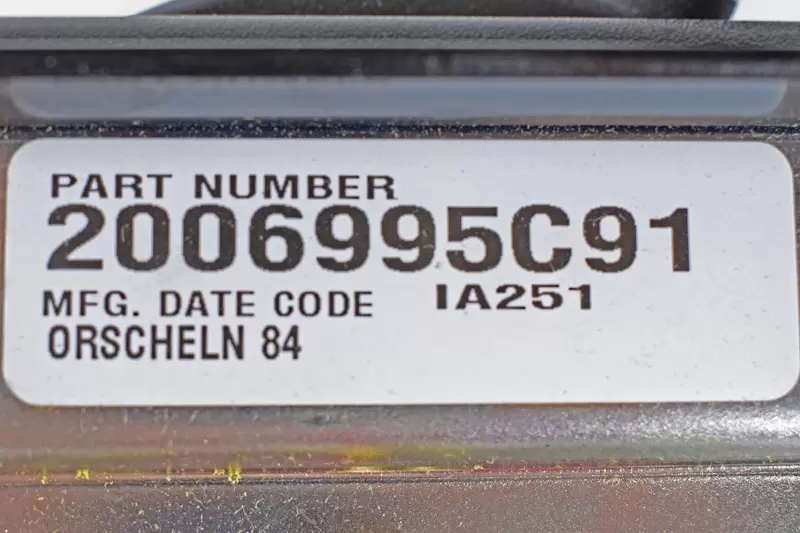 PART NUMBER
2006995C91
MFG. DATE CODE IA251
ORSCHELN 84